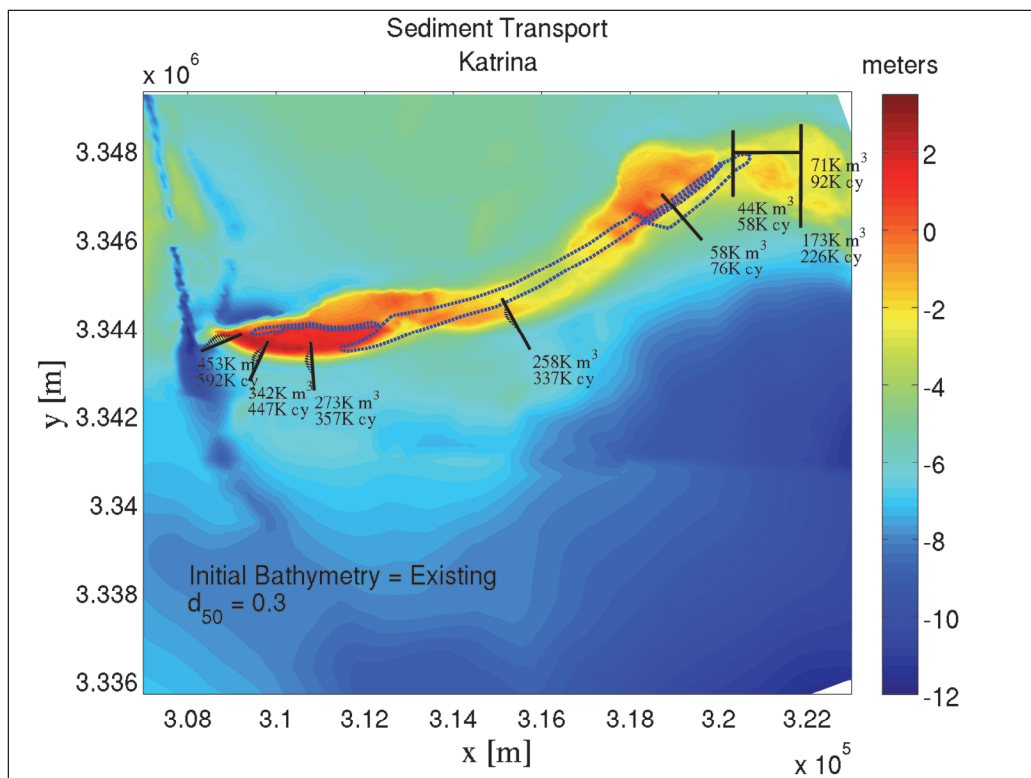 Sediment Transport
Katrina
x 10^6
meters
3.348
3.346
3.344
3.342
3.34
3.338
3.336
y [m]
71K m^3
92K cy
44K m^3
58K cy
173K m^3
226K cy
58K m^3
76K cy
258K m^3
337K cy
453K m
592K cy
342K m^3
447K cy
273K m^3
357K cy
Initial Bathymetry = Existing
d_50 = 0.3
2
0
-2
-4
-6
-8
-10
-12
3.08 3.1 3.12 3.14 3.16 3.18 3.2 3.22
x [m]
x 10^5